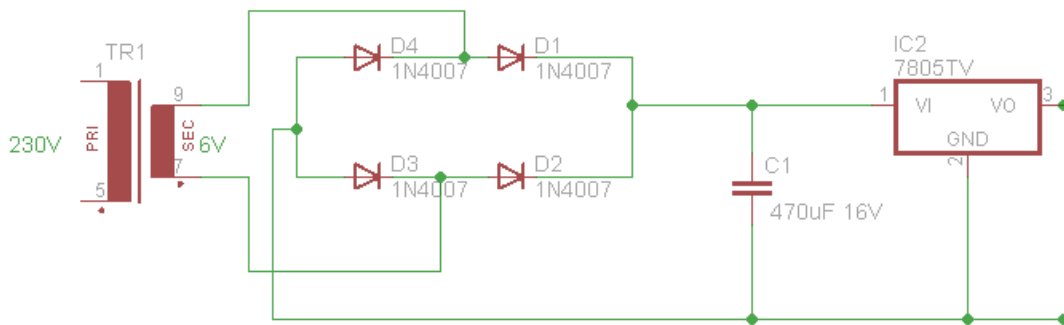 TR1
1
PRI
5
230V
9
SEC
7
6V
D4
1N4007
D1
1N4007
D3
1N4007
D2
1N4007
C1
470uF 16V
IC2
7805TV
1
VI
VO
3
GND
2